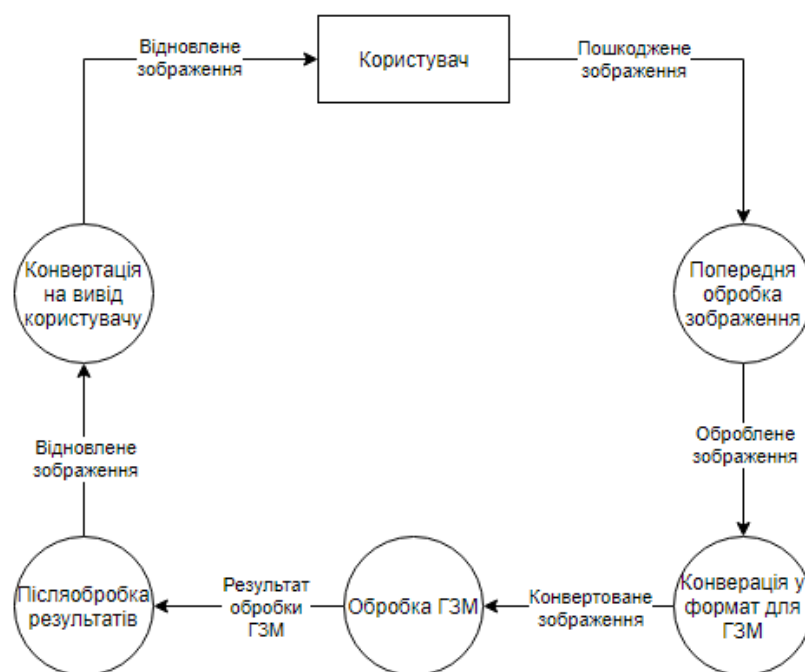 Відновлене
зображення
Користувач
Пошкоджене
зображення
Конвертація
на вивід
користувачу
Попередня
обробка
зображення
Відновлене
зображення
Оброблене
зображення
Післяобробка
результатів
Результат
обробки
ГЗМ
Обробка ГЗМ
Конвертоване
зображення
Конверація у
формат для
ГЗМ